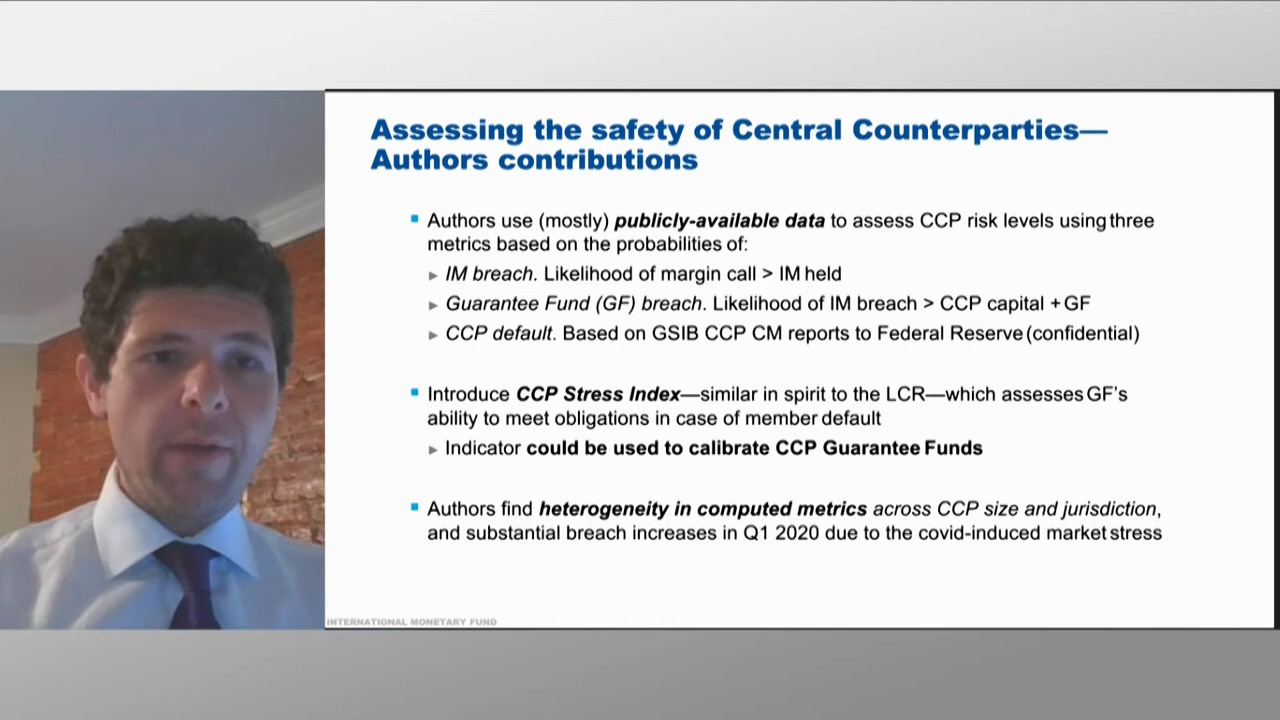 Assessing the safety of Central Counterparties—
Authors contributions
Authors use (mostly) publicly-available data to assess CCP risk levels using three
metrics based on the probabilities of:
IM breach. Likelihood of margin call > IM held
Guarantee Fund (GF) breach. Likelihood of IM breach > CCP capital + GF
CCP default. Based on GSIB CCP CM reports to Federal Reserve (confidential)
Introduce CCP Stress Index—similar in spirit to the LCR—which assesses GF's
ability to meet obligations in case of member default
Indicator could be used to calibrate CCP Guarantee Funds
Authors find heterogeneity in computed metrics across CCP size and jurisdiction,
and substantial breach increases in Q1 2020 due to the covid-induced market stress
INTERNATIONAL MONETARY FUND